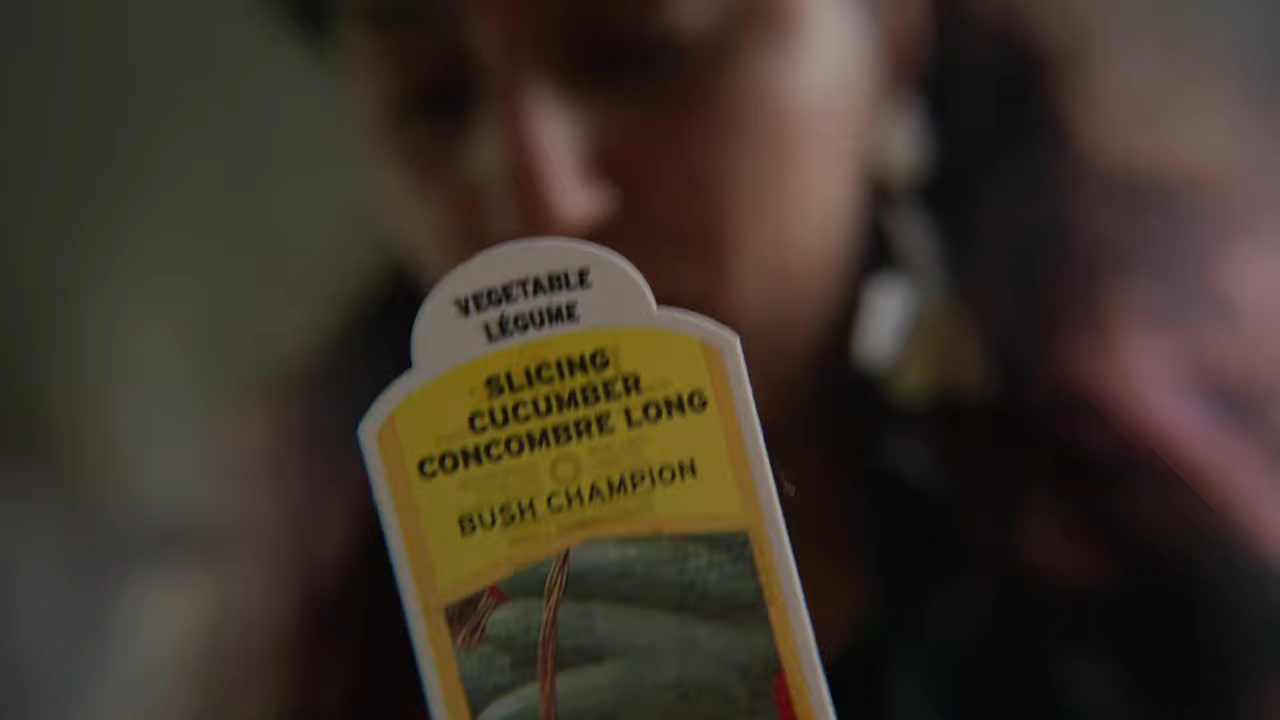 VEGETABLE
LÉGUME
SLICING
CUCUMBER
CONCOMBRE LONG
BUSH CHAMPION